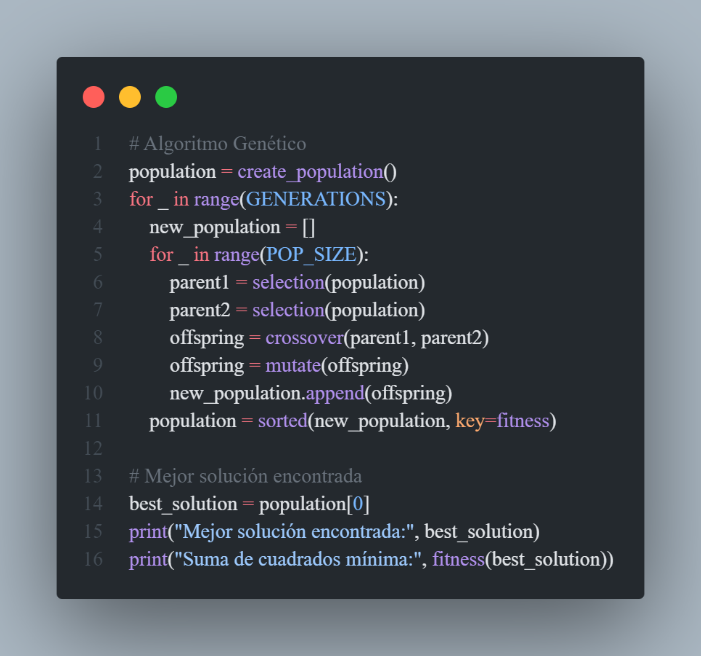 1 # Algoritmo Genético
2 population = create_population()
3 for _ in range(GENERATIONS):
4     new_population = []
5     for _ in range(POP_SIZE):
6         parent1 = selection(population)
7         parent2 = selection(population)
8         offspring = crossover(parent1, parent2)
9         offspring = mutate(offspring)
10         new_population.append(offspring)
11     population = sorted(new_population, key=fitness)
12
13 # Mejor solución encontrada
14 best_solution = population[0]
15 print("Mejor solución encontrada:", best_solution)
16 print("Suma de cuadrados mínima:", fitness(best_solution))